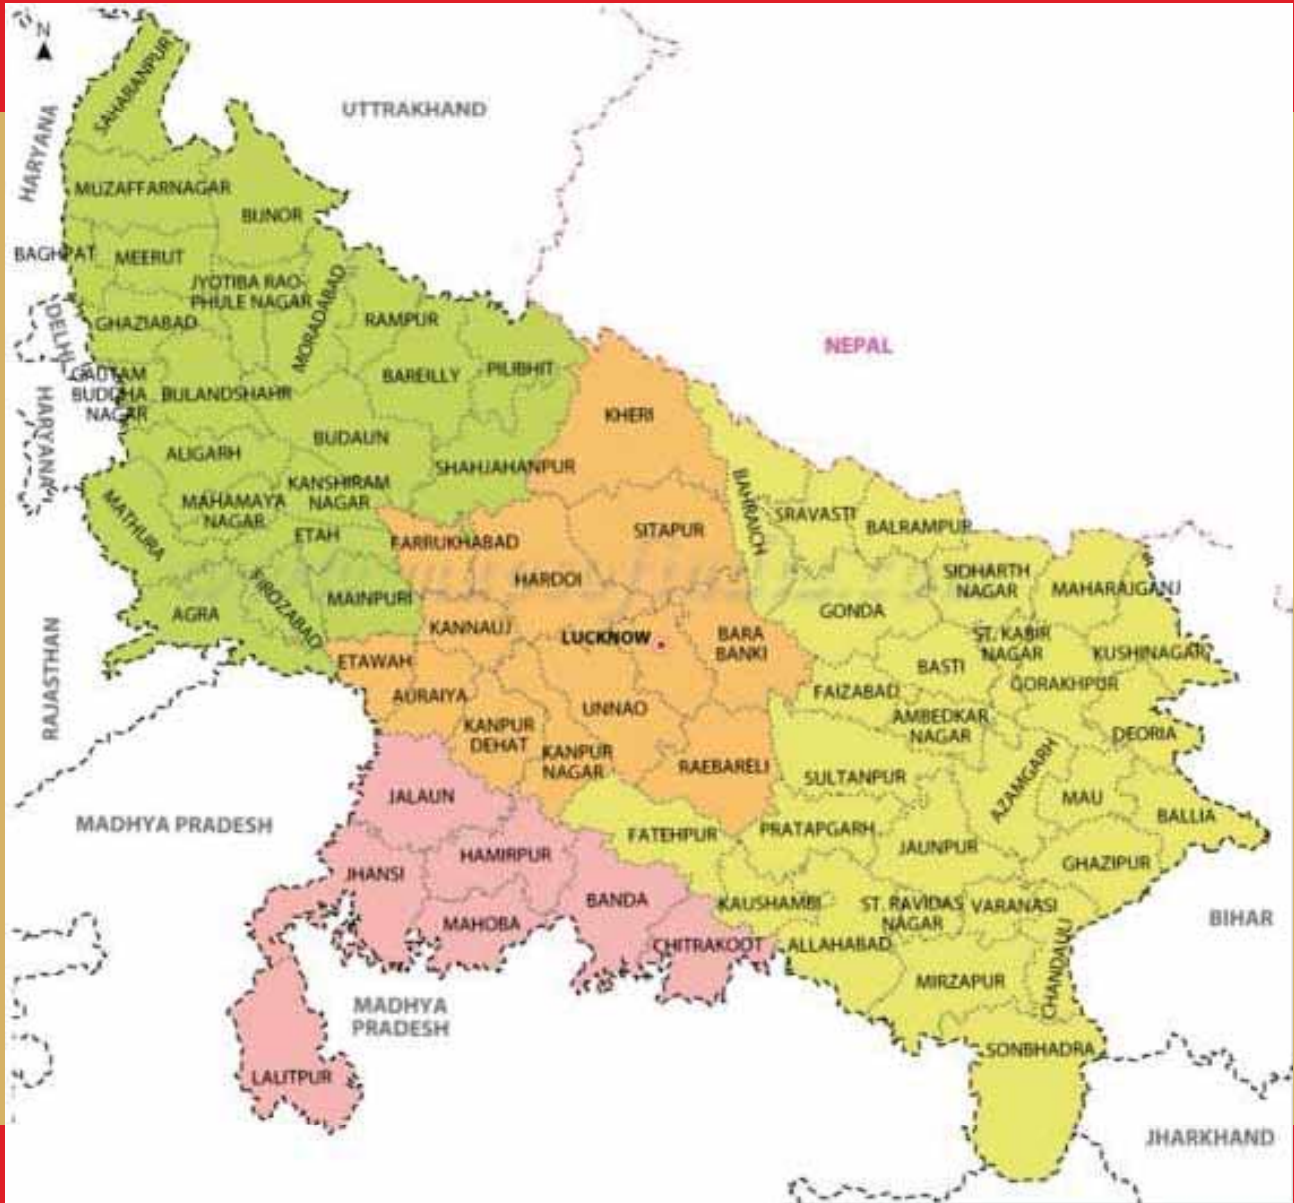 N
SAHARANPUR
HARYANA
UTTRAKHAND
MUZAFFARNAGAR
BIJNOR
BAGHPAT
MEERUT
JYOTIBA RAO-
PHULE NAGAR
MORADABAD
GHAZIABAD
DELHI
RAMPUR
NEPAL
GAUTAM
BUDDHA
NAGAR
BULANDSHAHR
BAREILLY
PILIBHIT
HARYANA
KHERI
ALIGARH
BUDAUN
SHAHJAHANPUR
KANSHIRAM
NAGAR
MATHURA
MAHAMAYA
NAGAR
ETAH
FARRUKHABAD
SITAPUR
BAHRAICH
SRAVASTI
BALRAMPUR
HARDOI
SIDHARTH
NAGAR
MAHARAJGANJ
AGRA
FIROZABAD
MAINPURI
KANNAUJ
LUCKNOW
BARA
BANKI
GONDA
ST. KABIR
NAGAR
KUSHINAGAR
RAJASTHAN
ETAWAH
BASTI
AURAIYA
UNNAO
FAIZABAD
GORAKHPUR
KANPUR
DEHAT
KANPUR
NAGAR
AMBEDKAR
NAGAR
DEORIA
RAEBARELI
SULTANPUR
AZAMGARH
MAU
JALAUN
BALLIA
MADHYA PRADESH
FATEHPUR
PRATAPGARH
JAUNPUR
GHAZIPUR
HAMIRPUR
JHANSI
BANDA
KAUSHAMBI
ST. RAVIDAS
NAGAR
VARANASI
MAHOBA
BIHAR
CHITRAKOOT
ALLAHABAD
CHANDAULI
MIRZAPUR
MADHYA
PRADESH
SONBHADRA
LALITPUR
JHARKHAND